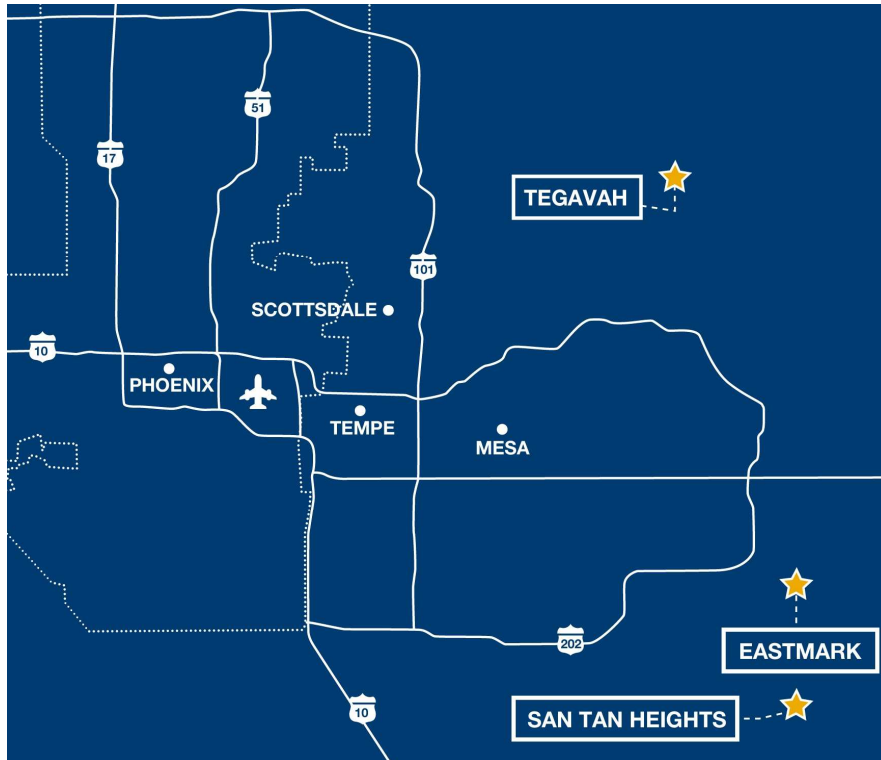 51
17
TEGAVAH
101
SCOTTSDALE
10
PHOENIX
TEMPE
MESA
202
EASTMARK
10
SAN TAN HEIGHTS